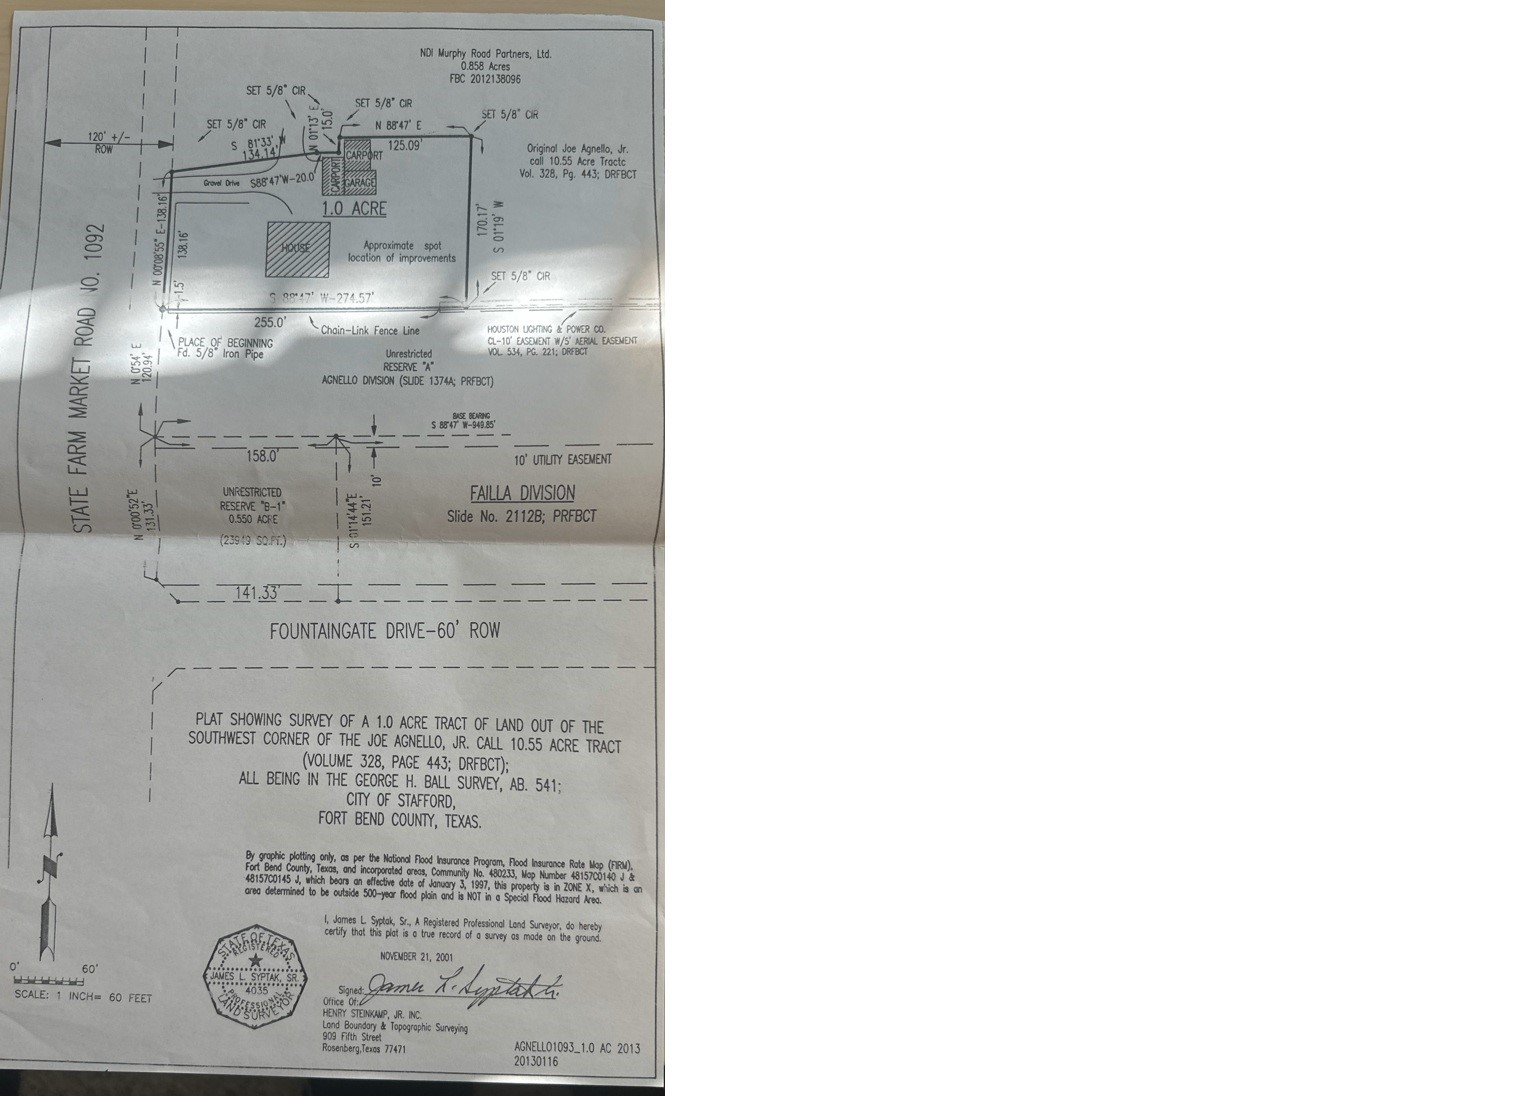 NDI Murphy Road Partners, Ltd.
0.858 Acres
FBC 2012138096
SET 5/8" CIR
SET 5/8" CIR
SET 5/8" CIR
SET 5/8" CIR
120' +/-
ROW
S 81°33' W
134.14'
N 01°13' E
15.0'
N 88°47' E
125.09'
Original Joe Agnello, Jr.
call 10.55 Acre Tractc
Vol. 328, Pg. 443; DRFBCT
CARPORT
CARPORT
GARAGE
Gravel Drive
S88°47'W-20.0'
1.0 ACRE
N 00°08'55" E-138.16'
138.16'
170.17'
S 01°19' W
HOUSE
Approximate spot
location of improvements
SET 5/8" CIR
1.5'
S 88°47' W-274.57'
255.0'
Chain-Link Fence Line
HOUSTON LIGHTING & POWER CO.
CL-10' EASEMENT W/5' AERIAL EASEMENT
VOL. 534, PG. 221; DRFBCT
PLACE OF BEGINNING
Fd. 5/8" Iron Pipe
STATE FARM MARKET ROAD NO. 1092
N 0°54' E
120.94'
Unrestricted
RESERVE "A"
AGNELLO DIVISION (SLIDE 1374A; PRFBCT)
BASE BEARING
S 88°47' W-949.85'
158.0'
10'
10' UTILITY EASEMENT
N 0°00'52"E
131.33'
UNRESTRICTED
RESERVE "B-1"
0.550 ACRE
(23949 SQ.FT.)
S 01°14'44"E
151.21'
FAILLA DIVISION
Slide No. 2112B; PRFBCT
141.33'
FOUNTAINGATE DRIVE-60' ROW
PLAT SHOWING SURVEY OF A 1.0 ACRE TRACT OF LAND OUT OF THE
SOUTHWEST CORNER OF THE JOE AGNELLO, JR. CALL 10.55 ACRE TRACT
(VOLUME 328, PAGE 443; DRFBCT);
ALL BEING IN THE GEORGE H. BALL SURVEY, AB. 541;
CITY OF STAFFORD,
FORT BEND COUNTY, TEXAS.
By graphic plotting only, as per the National Flood Insurance Program, Flood Insurance Rate Map (FIRM),
Fort Bend County, Texas, and incorporated areas, Community No. 480233, Map Number 48157C0140 J &
48157C0145 J, which bears an effective date of January 3, 1997, this property is in ZONE X, which is an
area determined to be outside 500-year flood plain and is NOT in a Special Flood Hazard Area.
I, James L. Syptak, Sr., A Registered Professional Land Surveyor, do hereby
certify that this plat is a true record of a survey as made on the ground.
NOVEMBER 21, 2001
STATE OF TEXAS
REGISTERED
JAMES L. SYPTAK, SR.
4035
PROFESSIONAL
LAND SURVEYOR
Signed: James L. Syptak Sr.
Office Of:
HENRY STEINKAMP, JR. INC.
Land Boundary & Topographic Surveying
909 Fifth Street
Rosenberg,Texas 77471
0' 60'
SCALE: 1 INCH= 60 FEET
AGNELLO1093_1.0 AC 2013
20130116